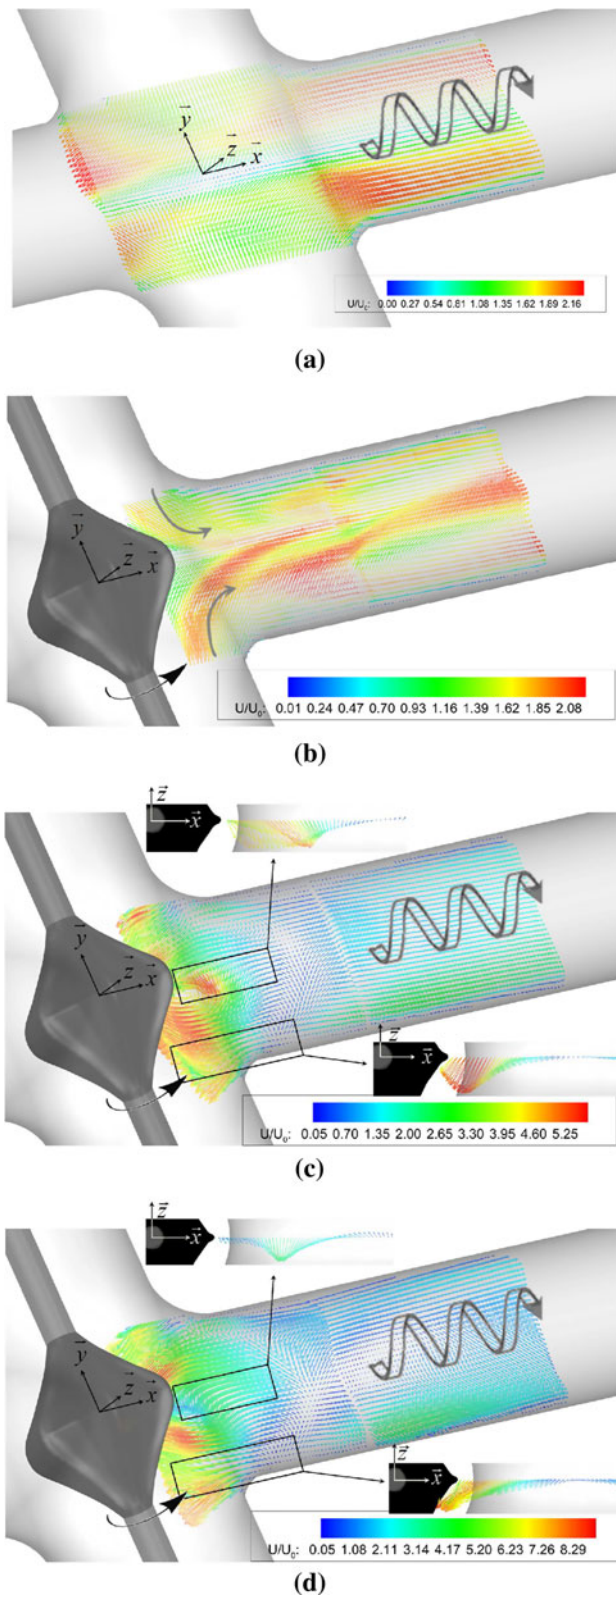 y
z
x
U/U₀: 0.00 0.27 0.54 0.81 1.08 1.35 1.62 1.89 2.16
(a)
y
z
x
U/U₀: 0.01 0.24 0.47 0.70 0.93 1.16 1.39 1.62 1.85 2.08
(b)
z
x
y
z
x
z
x
U/U₀: 0.05 0.70 1.35 2.00 2.65 3.30 3.95 4.60 5.25
(c)
z
x
y
z
x
z
x
U/U₀: 0.05 1.08 2.11 3.14 4.17 5.20 6.23 7.26 8.29
(d)